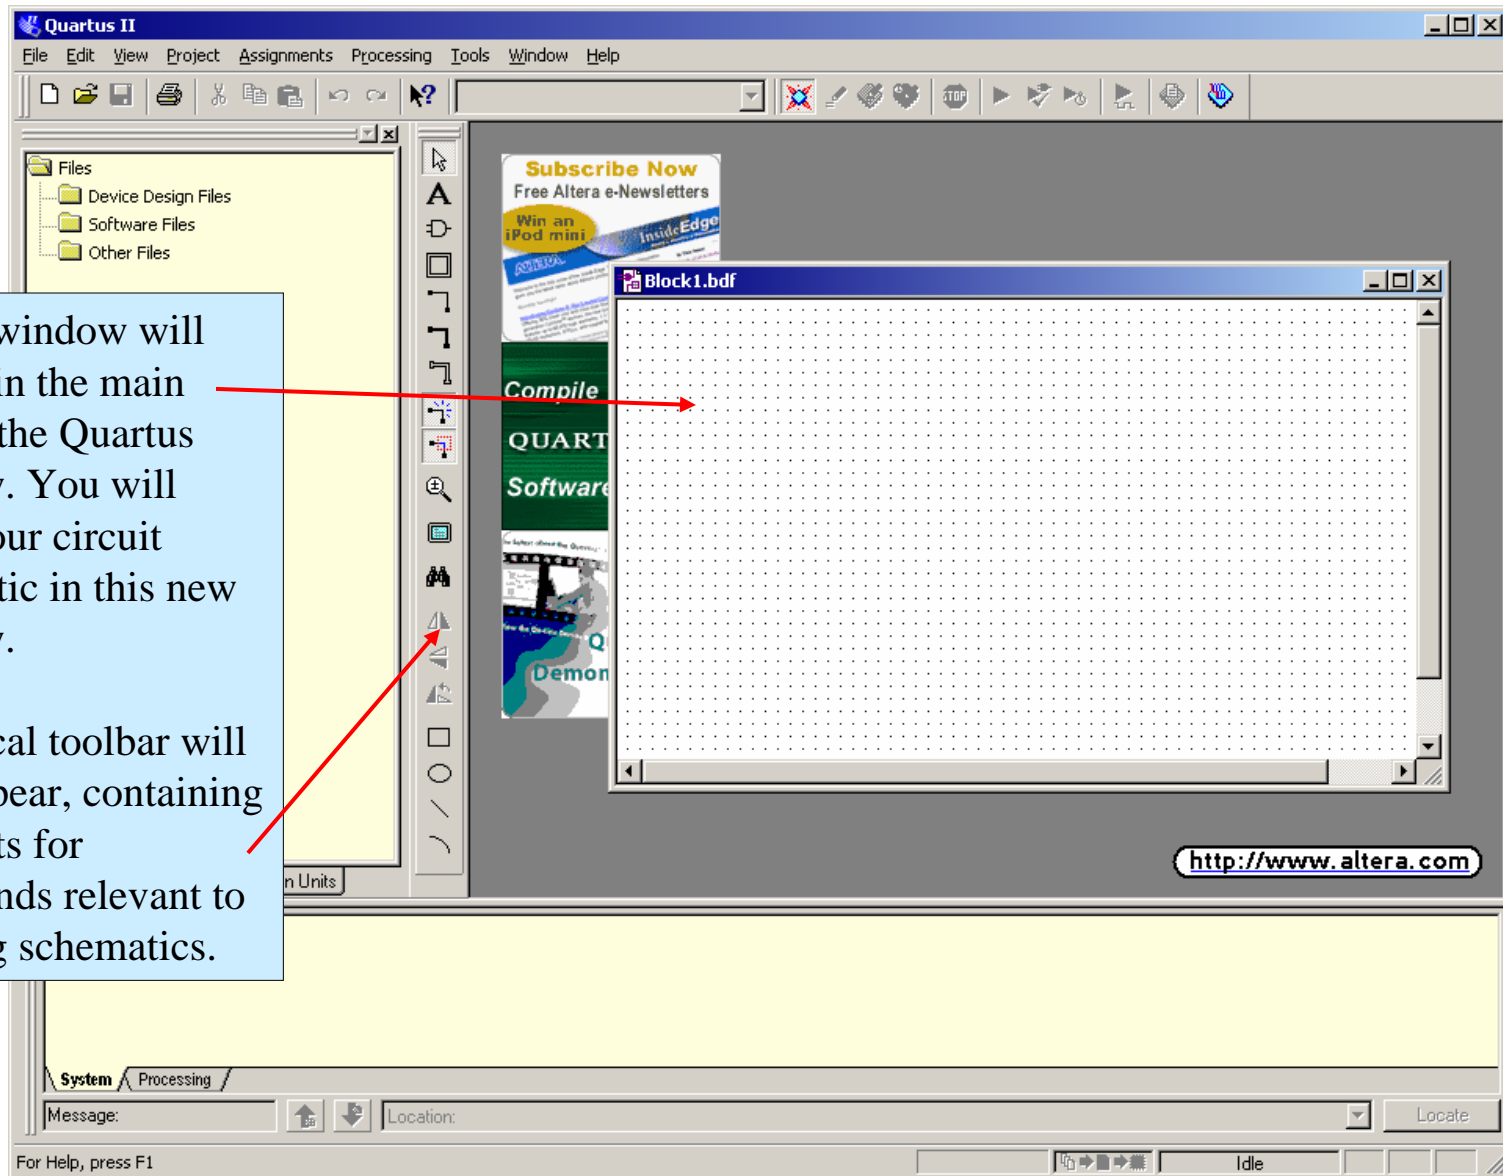 Quartus II
File Edit View Project Assignments Processing Tools Window Help
STOP
Files
Device Design Files
Software Files
Other Files
A
Subscribe Now
Free Altera e-Newsletters
Win an
iPod mini
InsideEdge
ALTERA
Block1.bdf
Compile
QUART
Software
Q
Demon
window will
in the main
the Quartus
. You will
our circuit
tic in this new
.
cal toolbar will
pear, containing
ts for
nds relevant to
g schematics.
n Units
http://www.altera.com
System Processing
Message: Location: Locate
For Help, press F1 Idle